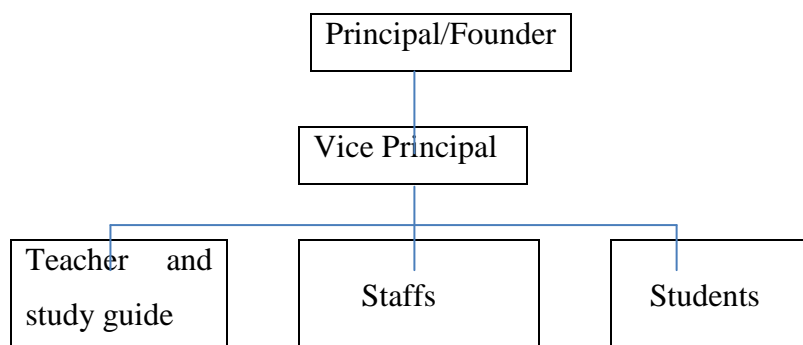 Principal/Founder
Vice Principal
Teacher and
study guide
Staffs
Students